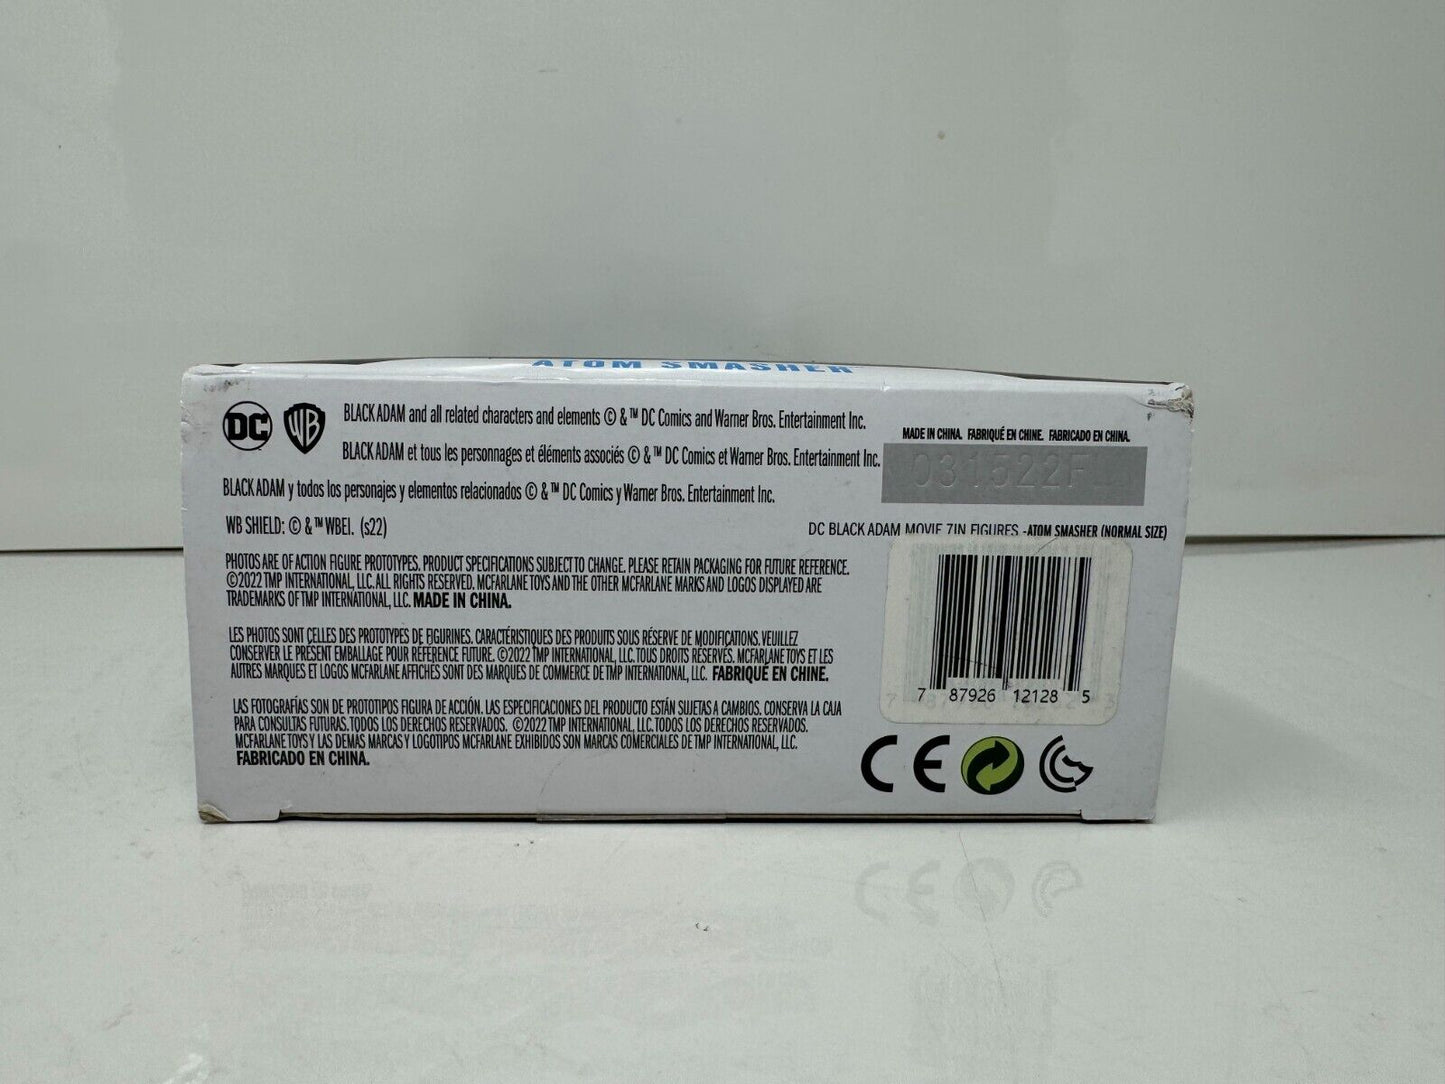 ATOM SMASHER
DC WB
BLACK ADAM and all related characters and elements © & ™ DC Comics and Warner Bros. Entertainment Inc.
BLACK ADAM et tous les personnages et éléments associés © & ™ DC Comics et Warner Bros. Entertainment Inc.
BLACK ADAM y todos los personajes y elementos relacionados © & ™ DC Comics y Warner Bros. Entertainment Inc.
WB SHIELD: © & ™ WBEI. (s22)
MADE IN CHINA. FABRIQUÉ EN CHINE. FABRICADO EN CHINA.
031522F
DC BLACK ADAM MOVIE 7IN FIGURES -ATOM SMASHER (NORMAL SIZE)
PHOTOS ARE OF ACTION FIGURE PROTOTYPES. PRODUCT SPECIFICATIONS SUBJECT TO CHANGE. PLEASE RETAIN PACKAGING FOR FUTURE REFERENCE.
©2022 TMP INTERNATIONAL, LLC. ALL RIGHTS RESERVED. MCFARLANE TOYS AND THE OTHER MCFARLANE MARKS AND LOGOS DISPLAYED ARE
TRADEMARKS OF TMP INTERNATIONAL, LLC. MADE IN CHINA.
LES PHOTOS SONT CELLES DES PROTOTYPES DE FIGURINES. CARACTÉRISTIQUES DES PRODUITS SOUS RÉSERVE DE MODIFICATIONS. VEUILLEZ
CONSERVER LE PRÉSENT EMBALLAGE POUR RÉFÉRENCE FUTURE. ©2022 TMP INTERNATIONAL, LLC. TOUS DROITS RESERVÉS. MCFARLANE TOYS ET LES
AUTRES MARQUES ET LOGOS MCFARLANE AFFICHÉS SONT DES MARQUES DE COMMERCE DE TMP INTERNATIONAL, LLC. FABRIQUÉ EN CHINE.
LAS FOTOGRAFÍAS SON DE PROTOTIPOS FIGURA DE ACCIÓN. LAS ESPECIFICACIONES DEL PRODUCTO ESTÁN SUJETAS A CAMBIOS. CONSERVA LA CAJA
PARA CONSULTAS FUTURAS. TODOS LOS DERECHOS RESERVADOS. ©2022 TMP INTERNATIONAL, LLC. TODOS LOS DERECHOS RESERVADOS.
MCFARLANE TOYS Y LAS DEMÁS MARCAS Y LOGOTIPOS MCFARLANE EXHIBIDOS SON MARCAS COMERCIALES DE TMP INTERNATIONAL, LLC.
FABRICADO EN CHINA.
7 87926 12128 5
CE